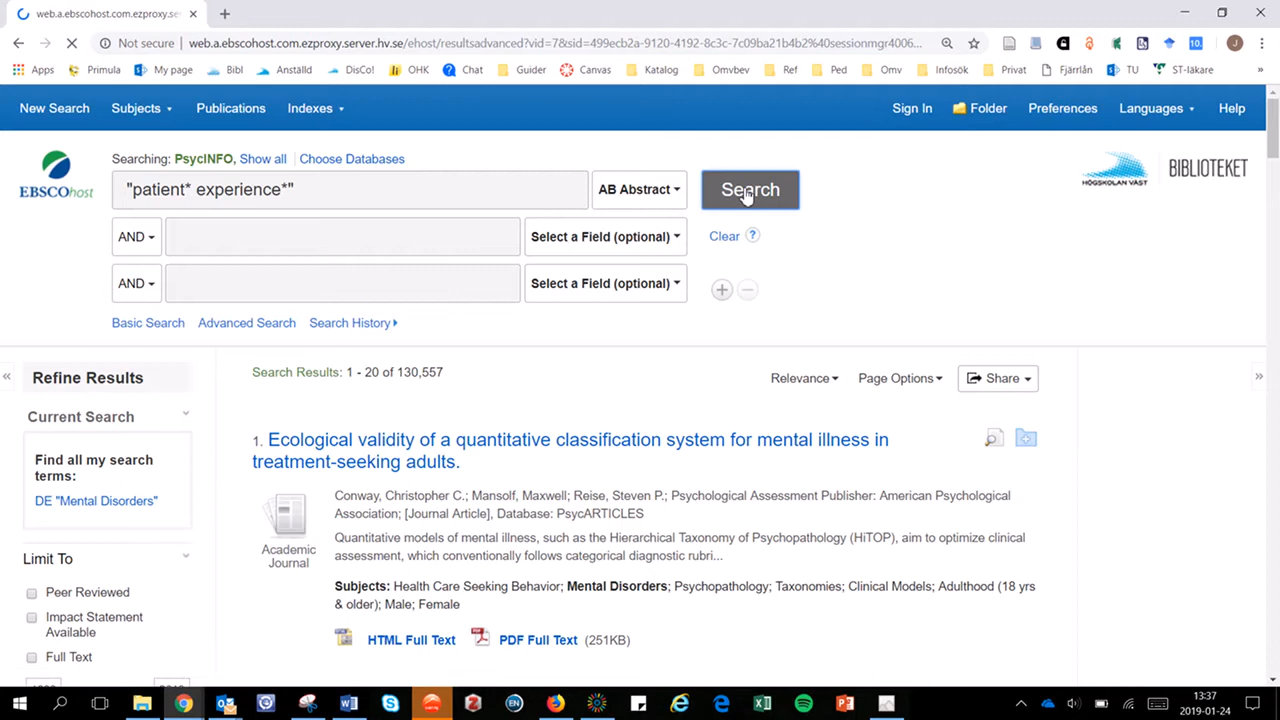 web.a.ebscohost.com.ezproxy.se
Not secure
web.a.ebscohost.com.ezproxy.server.hv.se/ehost/resultadvanced?vid=7&sid=499ecb2a-9120-4192-8c3c-7c09ba21b4b2%40sessionmgr4006...
J
Apps Primula My page Bibl Anställd DisCo! OHK Chat Guider Canvas Katalog Omvbev Ref Ped Omv Infosök Privat Fjärrlån TU ST-läkare »
New Search Subjects Publications Indexes Sign In Folder Preferences Languages Help
Searching: PsycINFO, Show all Choose Databases
EBSCOhost
"patient* experience*" AB Abstract Search
HÖGSKOLAN VÄST BIBLIOTEKET
AND Select a Field (optional) Clear ?
AND Select a Field (optional) + −
Basic Search Advanced Search Search History
« Refine Results
Search Results: 1 - 20 of 130,557
Relevance Page Options Share »
Current Search
Find all my search
terms:
DE "Mental Disorders"
Limit To
Peer Reviewed
Impact Statement
Available
Full Text
1. Ecological validity of a quantitative classification system for mental illness in
treatment-seeking adults.
Academic
Journal
Conway, Christopher C.; Mansolf, Maxwell; Reise, Steven P.; Psychological Assessment Publisher: American Psychological
Association; [Journal Article], Database: PsycARTICLES
Quantitative models of mental illness, such as the Hierarchical Taxonomy of Psychopathology (HiTOP), aim to optimize clinical
assessment, which conventionally follows categorical diagnostic rubri...
Subjects: Health Care Seeking Behavior; Mental Disorders; Psychopathology; Taxonomies; Clinical Models; Adulthood (18 yrs
& older); Male; Female
HTML Full Text PDF Full Text (251KB)
13:37
2019-01-24